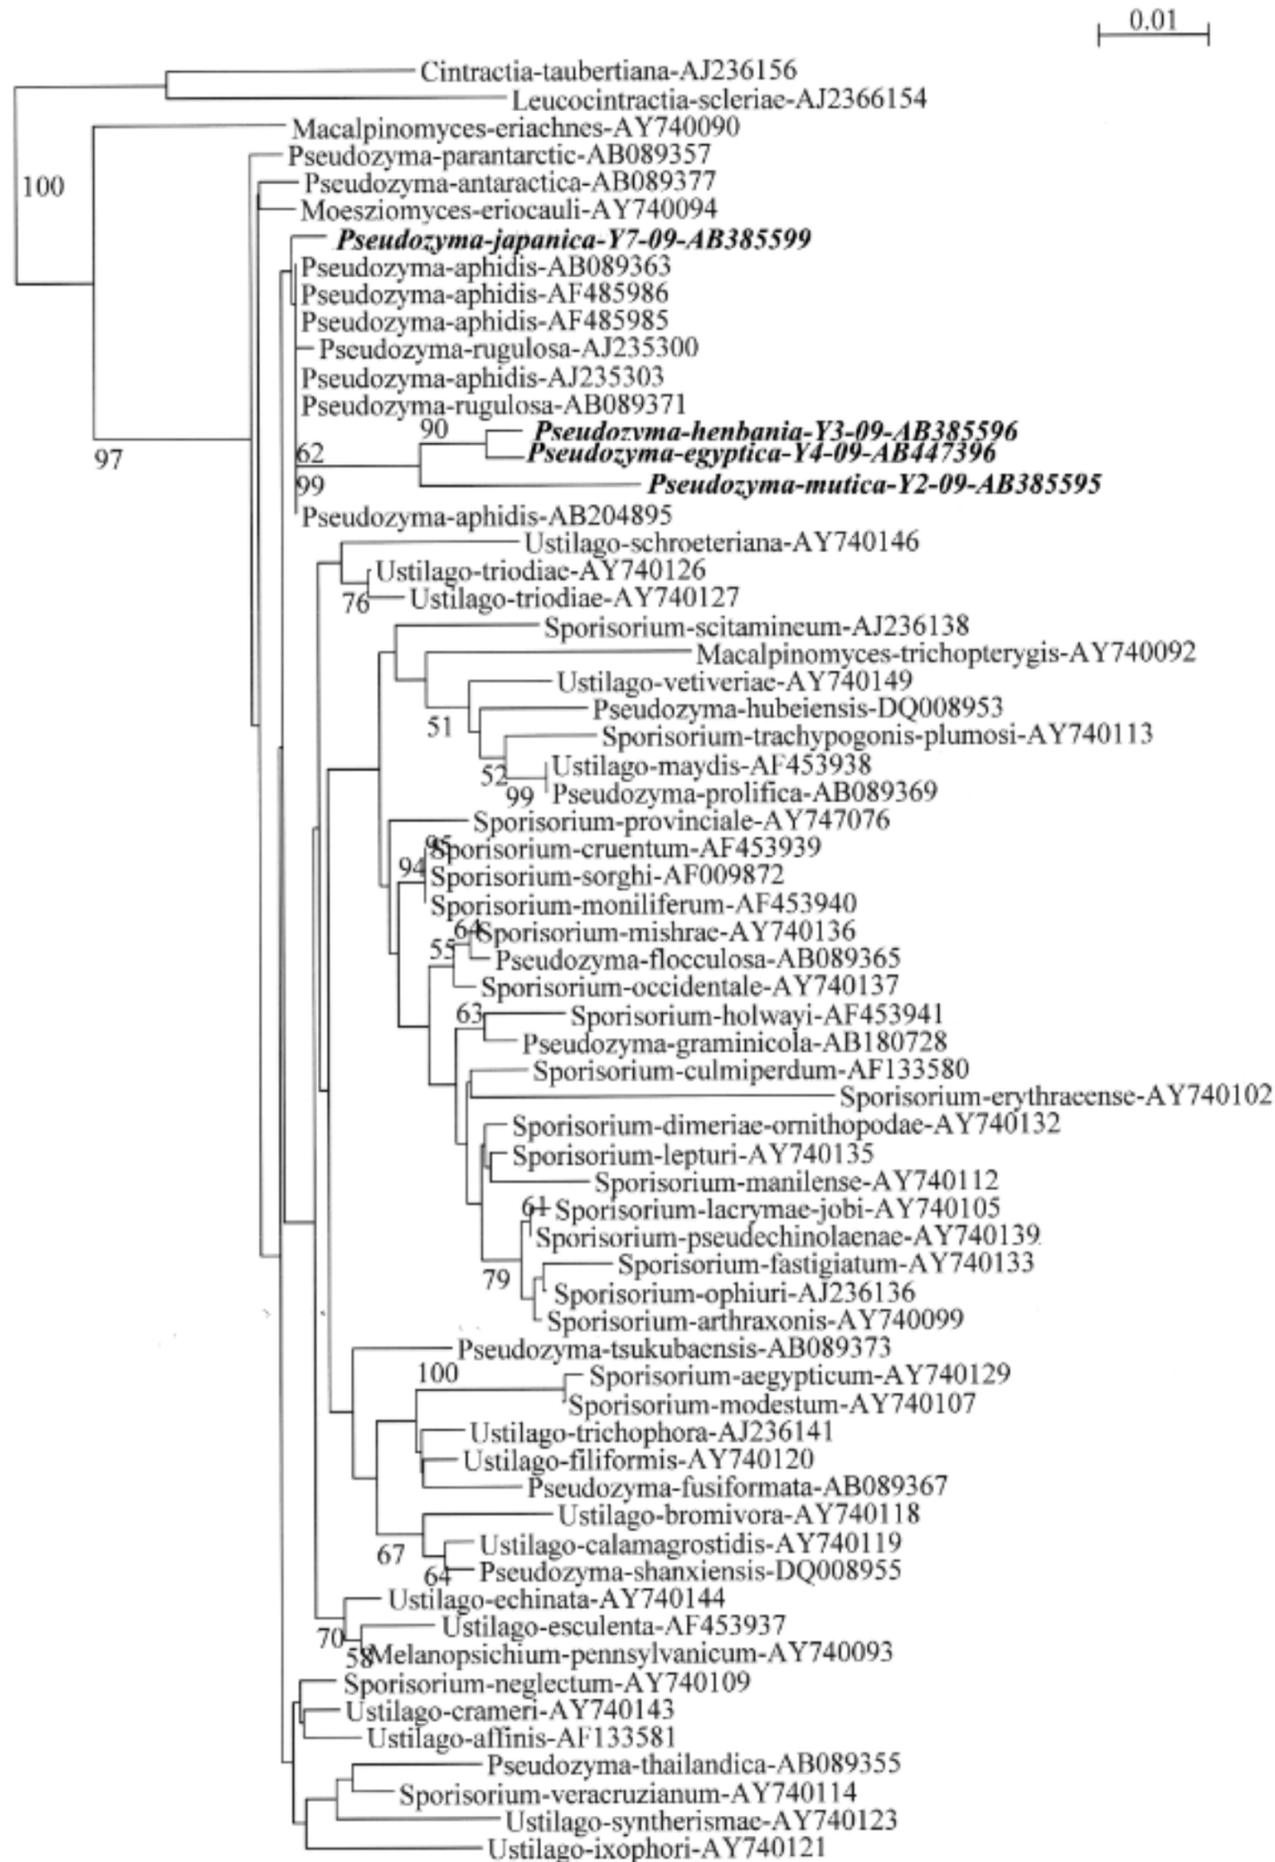 0.01
Cintractia-taubertiana-AJ236156
Leucocintractia-scleriae-AJ2366154
Macalpinomyces-eriachnes-AY740090
Pseudozyma-parantarctic-AB089357
100
Pseudozyma-antaractica-AB089377
Moesziomyces-eriocauli-AY740094
Pseudozyma-japanica-Y7-09-AB385599
Pseudozyma-aphidis-AB089363
Pseudozyma-aphidis-AF485986
Pseudozyma-aphidis-AF485985
Pseudozyma-rugulosa-AJ235300
Pseudozyma-aphidis-AJ235303
Pseudozyma-rugulosa-AB089371
90
Pseudozyma-henbania-Y3-09-AB385596
62
Pseudozyma-egyptica-Y4-09-AB447396
97
99
Pseudozyma-mutica-Y2-09-AB385595
Pseudozyma-aphidis-AB204895
Ustilago-schroeteriana-AY740146
Ustilago-triodiae-AY740126
76
Ustilago-triodiae-AY740127
Sporisorium-scitamineum-AJ236138
Macalpinomyces-trichopterygis-AY740092
Ustilago-vetiveriae-AY740149
Pseudozyma-hubeiensis-DQ008953
51
Sporisorium-trachypogonis-plumosi-AY740113
Ustilago-maydis-AF453938
52
99
Pseudozyma-prolifica-AB089369
Sporisorium-provinciale-AY747076
95
Sporisorium-cruentum-AF453939
94
Sporisorium-sorghi-AF009872
Sporisorium-moniliferum-AF453940
64
Sporisorium-mishrae-AY740136
55
Pseudozyma-flocculosa-AB089365
Sporisorium-occidentale-AY740137
63
Sporisorium-holwayi-AF453941
Pseudozyma-graminicola-AB180728
Sporisorium-culmiperdum-AF133580
Sporisorium-erythraeense-AY740102
Sporisorium-dimeriae-ornithopodae-AY740132
Sporisorium-lepturi-AY740135
Sporisorium-manilense-AY740112
61
Sporisorium-lacrymae-jobi-AY740105
Sporisorium-pseudechinolaenae-AY740139
Sporisorium-fastigiatum-AY740133
79
Sporisorium-ophiuri-AJ236136
Sporisorium-arthraxonis-AY740099
Pseudozyma-tsukubaensis-AB089373
100
Sporisorium-aegypticum-AY740129
Sporisorium-modestum-AY740107
Ustilago-trichophora-AJ236141
Ustilago-filiformis-AY740120
Pseudozyma-fusiformata-AB089367
Ustilago-bromivora-AY740118
Ustilago-calamagrostidis-AY740119
67
64
Pseudozyma-shanxiensis-DQ008955
Ustilago-echinata-AY740144
Ustilago-esculenta-AF453937
70
58
Melanopsichium-pennsylvanicum-AY740093
Sporisorium-neglectum-AY740109
Ustilago-crameri-AY740143
Ustilago-affinis-AF133581
Pseudozyma-thailandica-AB089355
Sporisorium-veracruzianum-AY740114
Ustilago-syntherismae-AY740123
Ustilago-ixophori-AY740121